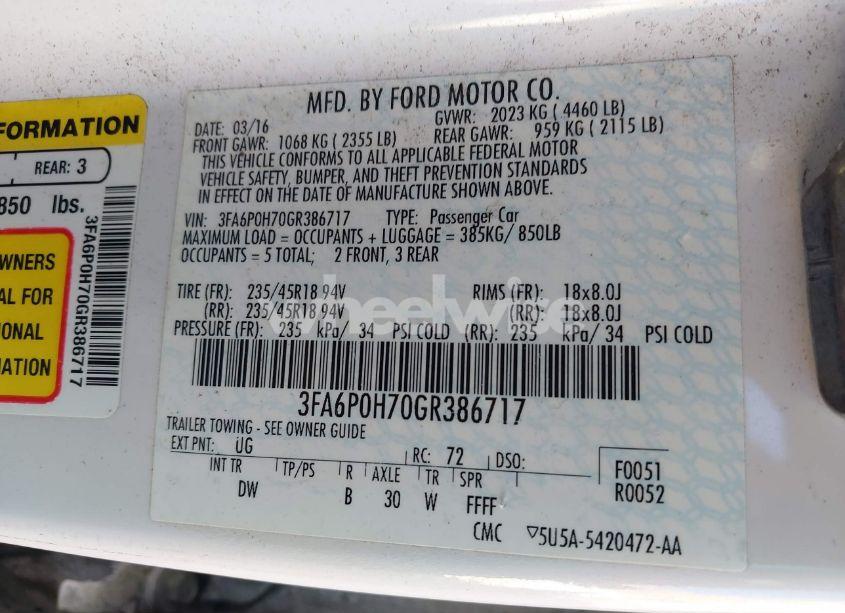 FORMATION
REAR: 3
850 lbs.
3FA6P0H70GR386717
OWNERS
AL FOR
IONAL
ATION
MFD. BY FORD MOTOR CO.
DATE: 03/16 GVWR: 2023 KG ( 4460 LB)
FRONT GAWR: 1068 KG ( 2355 LB) REAR GAWR: 959 KG ( 2115 LB)
THIS VEHICLE CONFORMS TO ALL APPLICABLE FEDERAL MOTOR
VEHICLE SAFETY, BUMPER, AND THEFT PREVENTION STANDARDS
IN EFFECT ON THE DATE OF MANUFACTURE SHOWN ABOVE.
VIN: 3FA6P0H70GR386717 TYPE: Passenger Car
MAXIMUM LOAD = OCCUPANTS + LUGGAGE = 385KG/ 850LB
OCCUPANTS = 5 TOTAL; 2 FRONT, 3 REAR
wheelwise
TIRE (FR): 235/45R18 94V RIMS (FR): 18x8.0J
(RR): 235/45R18 94V (RR): 18x8.0J
PRESSURE (FR): 235 kPa/ 34 PSI COLD (RR): 235 kPa/ 34 PSI COLD
3FA6P0H70GR386717
TRAILER TOWING - SEE OWNER GUIDE
EXT PNT: UG RC: 72 DSO:
INT TR TP/PS R AXLE TR SPR F0051
DW B 30 W FFFF R0052
CMC ▽5U5A-5420472-AA